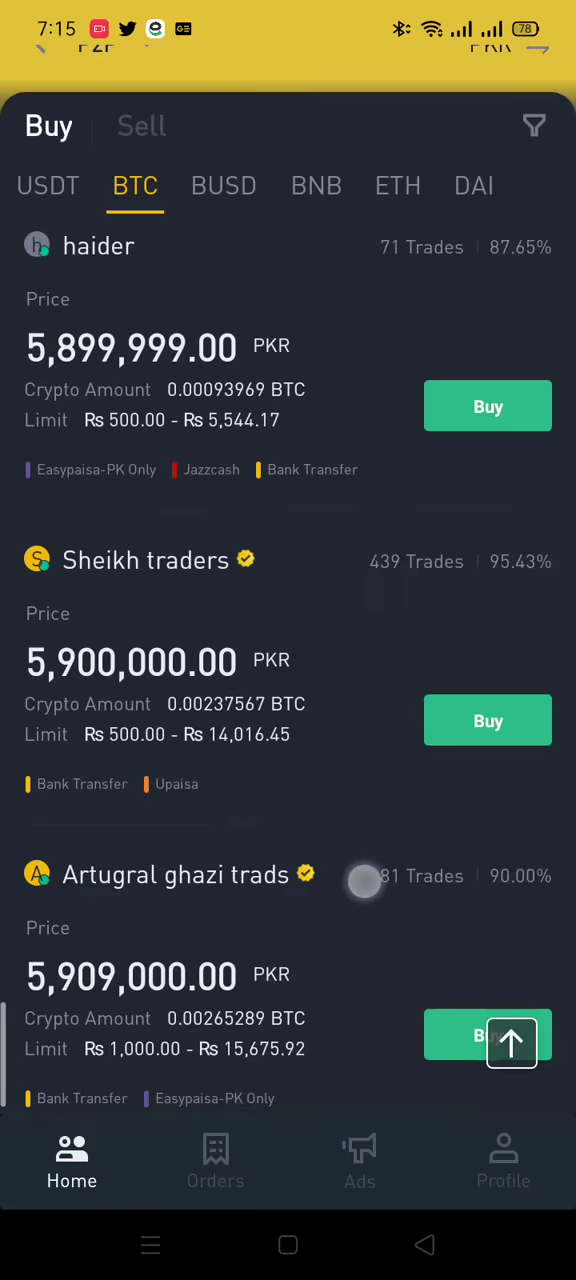 7:15
78
P2P
PKR
Buy
Sell
USDT
BTC
BUSD
BNB
ETH
DAI
h
haider
71 Trades
87.65%
Price
5,899,999.00 PKR
Crypto Amount 0.00093969 BTC
Limit ₨ 500.00 - ₨ 5,544.17
Buy
Easypaisa-PK Only
Jazzcash
Bank Transfer
S
Sheikh traders
439 Trades
95.43%
Price
5,900,000.00 PKR
Crypto Amount 0.00237567 BTC
Limit ₨ 500.00 - ₨ 14,016.45
Buy
Bank Transfer
Upaisa
A
Artugral ghazi trads
81 Trades
90.00%
Price
5,909,000.00 PKR
Crypto Amount 0.00265289 BTC
Limit ₨ 1,000.00 - ₨ 15,675.92
Buy
Bank Transfer
Easypaisa-PK Only
Home
Orders
Ads
Profile